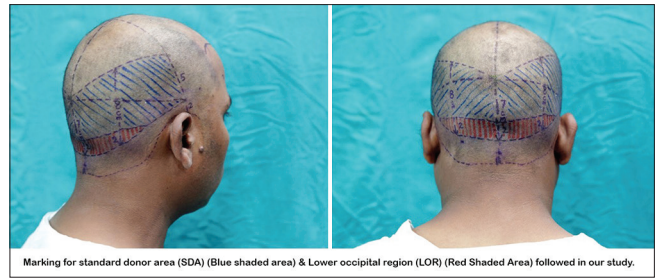 Marking for standard donor area (SDA) (Blue shaded area) & Lower occipital region (LOR) (Red Shaded Area) followed in our study.